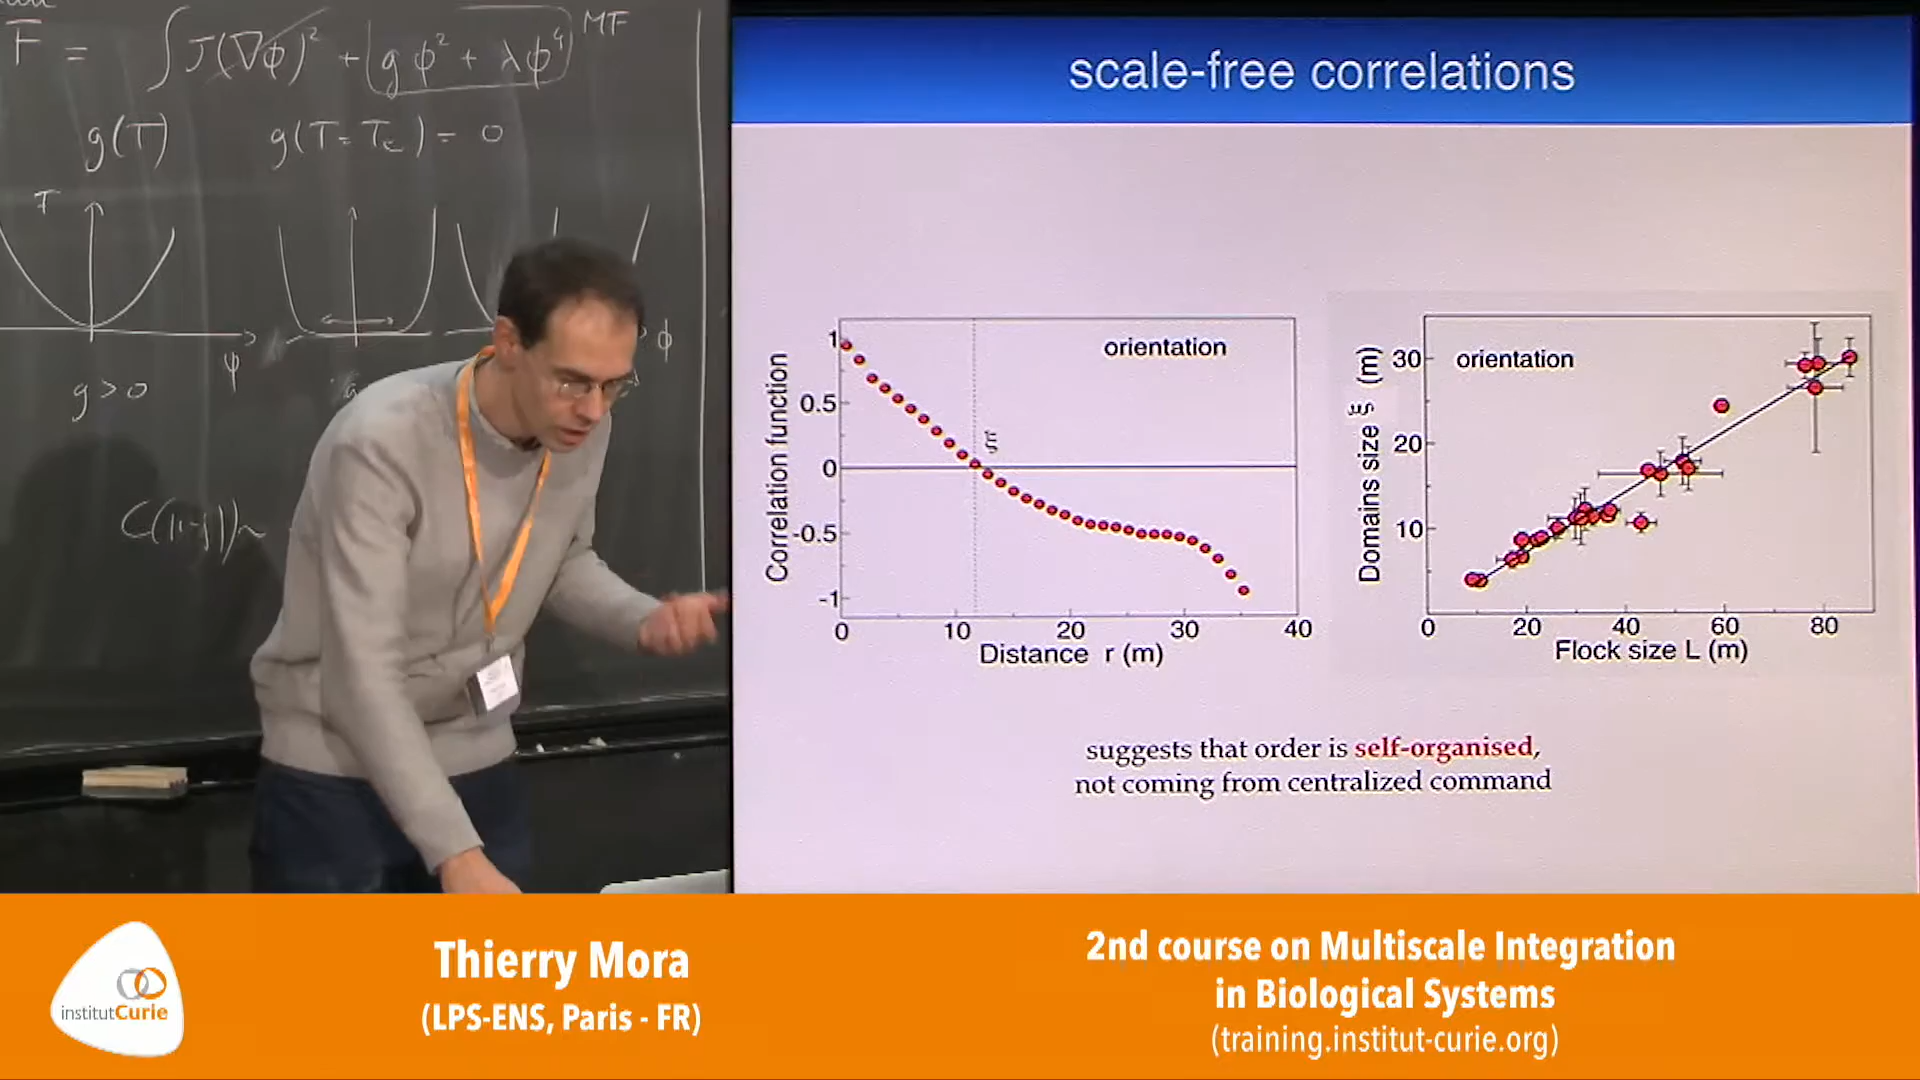 F = ∫ J(∇φ)² + (gφ² + λφ⁴) MF
g(T) g(T=Tc) = 0
F
φ
φ
g > 0
C(|i-j|) ~
scale-free correlations
orientation
Correlation function
1
0.5
0
-0.5
-1
ξ
0 10 20 30 40
Distance r (m)
orientation
Domains size ξ (m)
30
20
10
0 20 40 60 80
Flock size L (m)
suggests that order is self-organised,
not coming from centralized command
institutCurie
Thierry Mora
(LPS-ENS, Paris - FR)
2nd course on Multiscale Integration
in Biological Systems
(training.institut-curie.org)